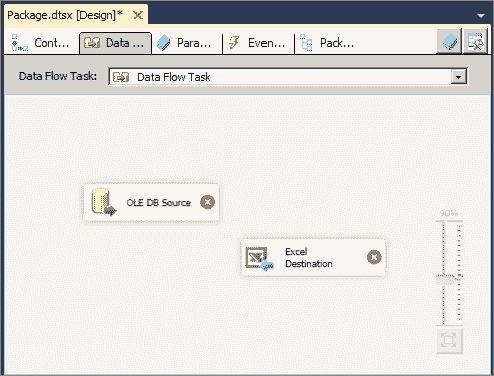 Package.dtsx [Design]*
Cont... Data ... Para... Even... Pack...
Data Flow Task: Data Flow Task
OLE DB Source
Excel
Destination
90%